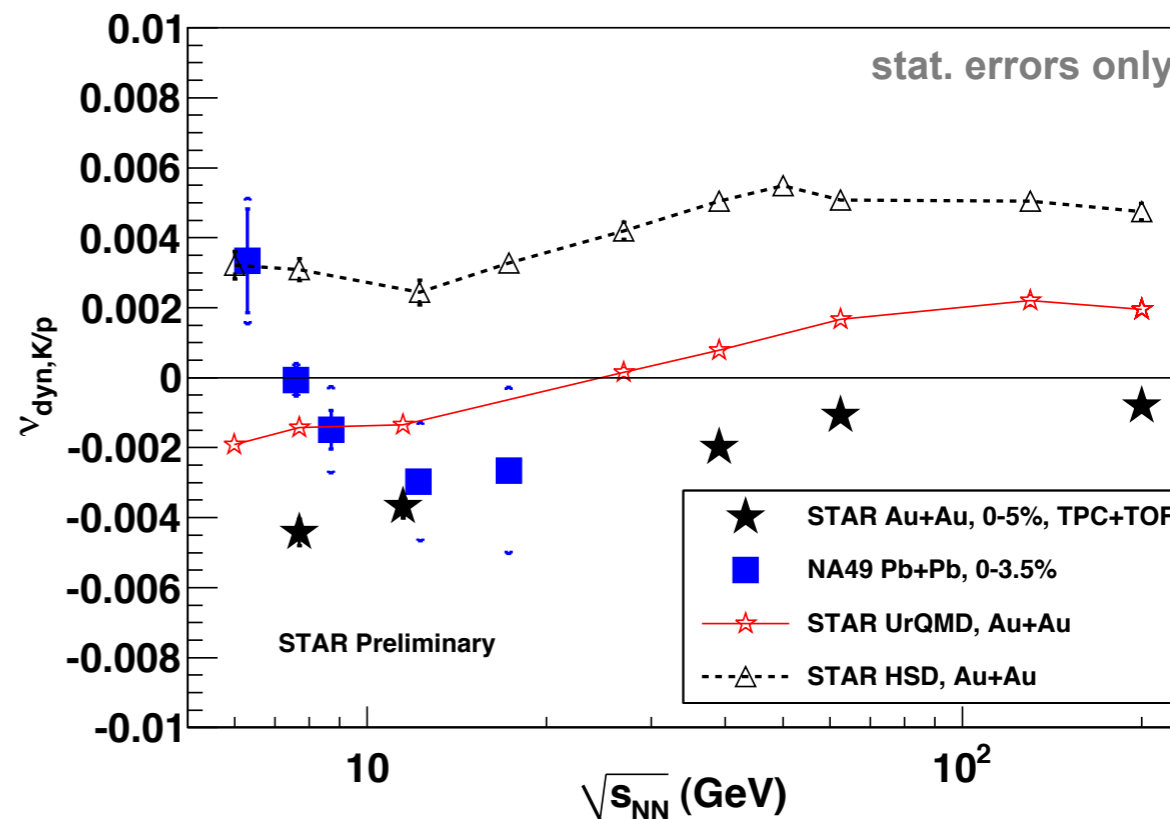 0.01
stat. errors only
0.008
0.006
0.004
0.002
0
-0.002
-0.004
-0.006
-0.008
-0.01
ν_dyn,K/p
STAR Preliminary
STAR Au+Au, 0-5%, TPC+TOF
NA49 Pb+Pb, 0-3.5%
STAR UrQMD, Au+Au
STAR HSD, Au+Au
10
10²
√s_NN (GeV)